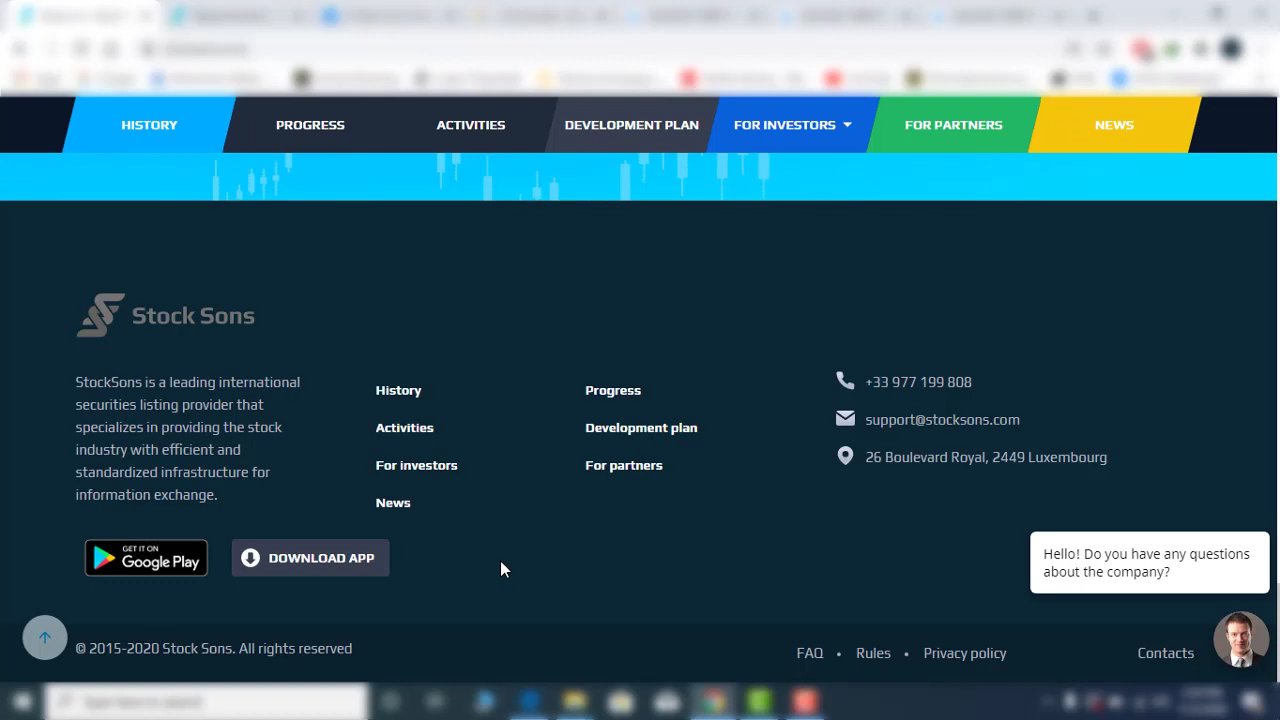 HISTORY
PROGRESS
ACTIVITIES
DEVELOPMENT PLAN
FOR INVESTORS
FOR PARTNERS
NEWS
Stock Sons
StockSons is a leading international
securities listing provider that
specializes in providing the stock
industry with efficient and
standardized infrastructure for
information exchange.
GET IT ON
Google Play
DOWNLOAD APP
History
Activities
For investors
News
Progress
Development plan
For partners
+33 977 199 808
support@stocksons.com
26 Boulevard Royal, 2449 Luxembourg
Hello! Do you have any questions
about the company?
© 2015-2020 Stock Sons. All rights reserved
FAQ • Rules • Privacy policy
Contacts
Type here to search